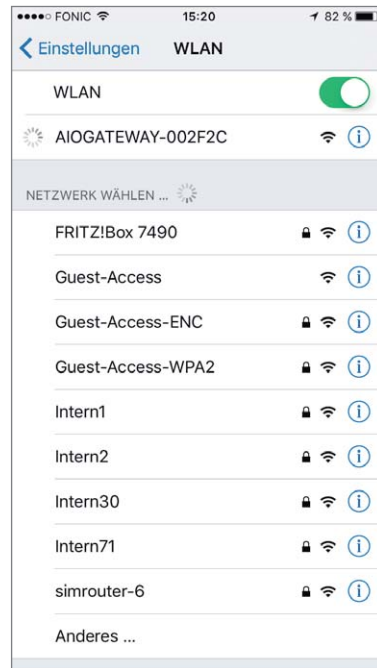 FONIC 15:20 82 %
Einstellungen WLAN
WLAN
AIOGATEWAY-002F2C
NETZWERK WÄHLEN ...
FRITZ!Box 7490
Guest-Access
Guest-Access-ENC
Guest-Access-WPA2
Intern1
Intern2
Intern30
Intern71
simrouter-6
Anderes ...